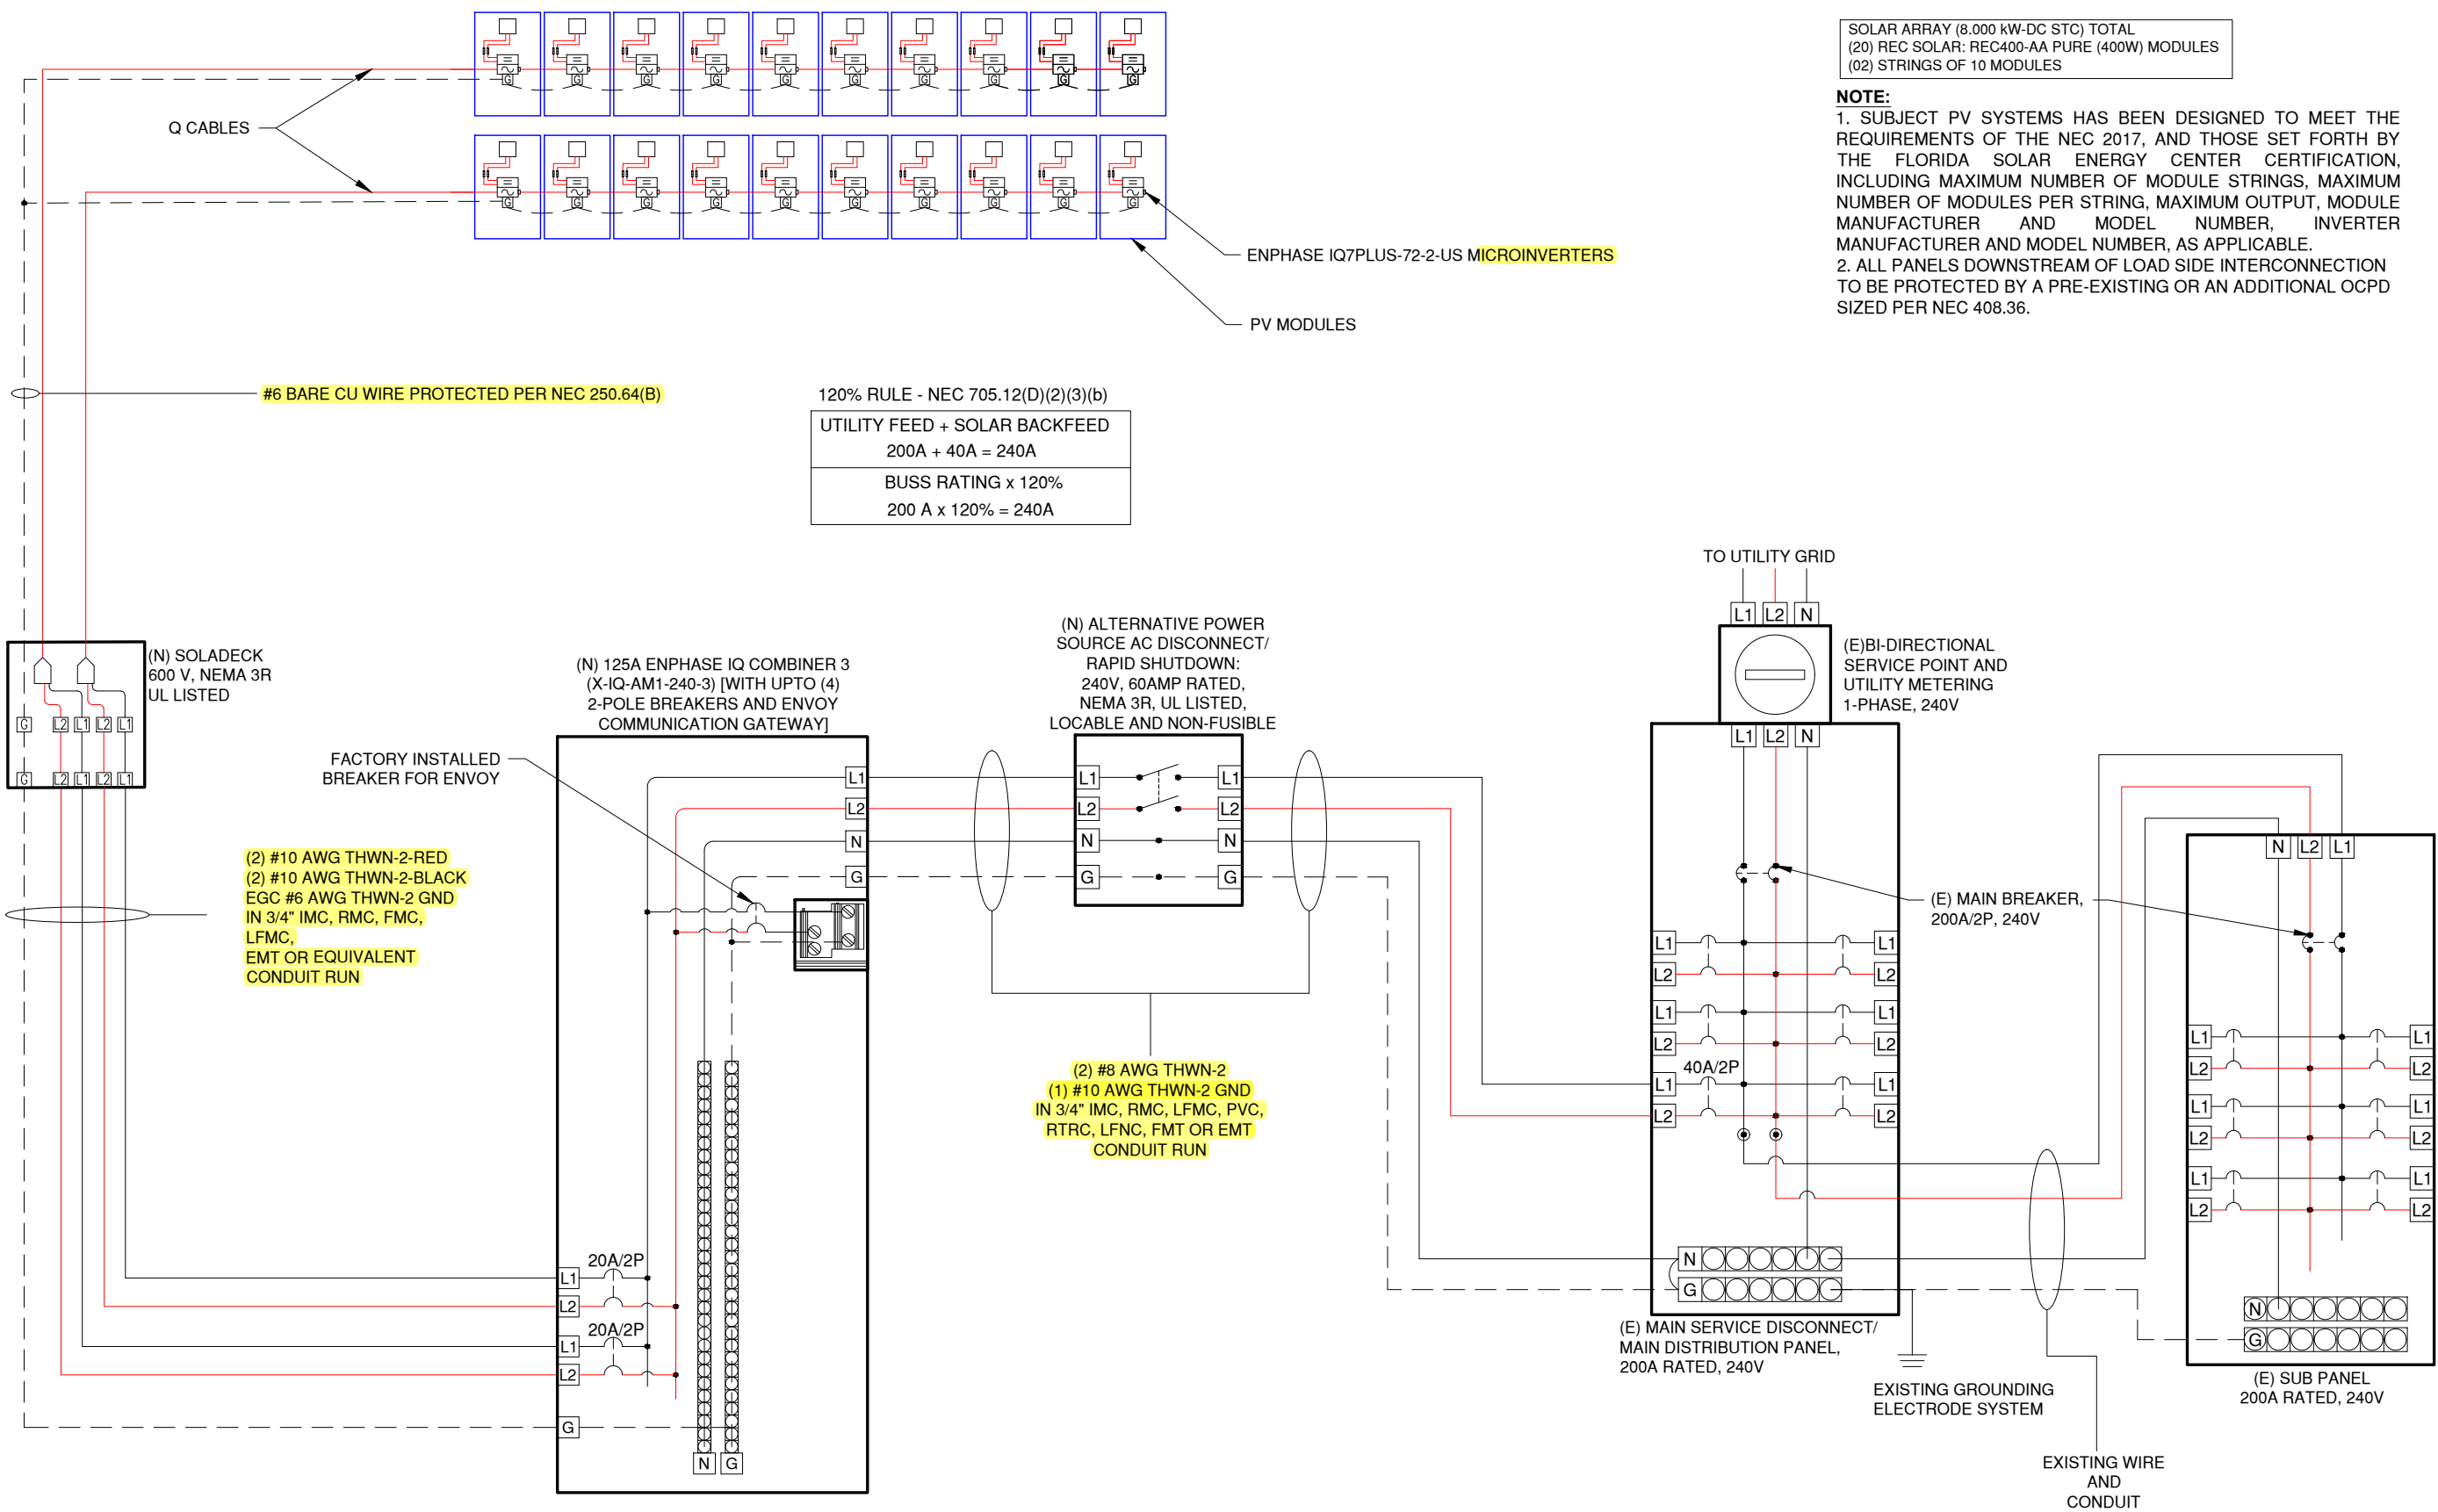 SOLAR ARRAY (8.000 kW-DC STC) TOTAL
(20) REC SOLAR: REC400-AA PURE (400W) MODULES
(02) STRINGS OF 10 MODULES
NOTE:
1. SUBJECT PV SYSTEMS HAS BEEN DESIGNED TO MEET THE
REQUIREMENTS OF THE NEC 2017, AND THOSE SET FORTH BY
THE FLORIDA SOLAR ENERGY CENTER CERTIFICATION,
INCLUDING MAXIMUM NUMBER OF MODULE STRINGS, MAXIMUM
NUMBER OF MODULES PER STRING, MAXIMUM OUTPUT, MODULE
MANUFACTURER AND MODEL NUMBER, INVERTER
MANUFACTURER AND MODEL NUMBER, AS APPLICABLE.
2. ALL PANELS DOWNSTREAM OF LOAD SIDE INTERCONNECTION
TO BE PROTECTED BY A PRE-EXISTING OR AN ADDITIONAL OCPD
SIZED PER NEC 408.36.
G G G G G G G G G G
Q CABLES
G G G G G G G G G G
ENPHASE IQ7PLUS-72-2-US MICROINVERTERS
PV MODULES
#6 BARE CU WIRE PROTECTED PER NEC 250.64(B)
120% RULE - NEC 705.12(D)(2)(3)(b)
UTILITY FEED + SOLAR BACKFEED
200A + 40A = 240A
BUSS RATING x 120%
200 A x 120% = 240A
(N) SOLADECK
600 V, NEMA 3R
UL LISTED
G L2 L1 L2 L1
G L2 L1 L2 L1
(2) #10 AWG THWN-2-RED
(2) #10 AWG THWN-2-BLACK
EGC #6 AWG THWN-2 GND
IN 3/4" IMC, RMC, FMC,
LFMC,
EMT OR EQUIVALENT
CONDUIT RUN
(N) 125A ENPHASE IQ COMBINER 3
(X-IQ-AM1-240-3) [WITH UPTO (4)
2-POLE BREAKERS AND ENVOY
COMMUNICATION GATEWAY]
FACTORY INSTALLED
BREAKER FOR ENVOY
L1
L2
N
G
20A/2P
L1
L2
20A/2P
L1
L2
G
N G
(N) ALTERNATIVE POWER
SOURCE AC DISCONNECT/
RAPID SHUTDOWN:
240V, 60AMP RATED,
NEMA 3R, UL LISTED,
LOCABLE AND NON-FUSIBLE
L1 L1
L2 L2
N N
G G
(2) #8 AWG THWN-2
(1) #10 AWG THWN-2 GND
IN 3/4" IMC, RMC, LFMC, PVC,
RTRC, LFNC, FMT OR EMT
CONDUIT RUN
TO UTILITY GRID
L1 L2 N
(E)BI-DIRECTIONAL
SERVICE POINT AND
UTILITY METERING
1-PHASE, 240V
L1 L2 N
(E) MAIN BREAKER,
200A/2P, 240V
L1 L1
L2 L2
L1 L1
L2 L2
40A/2P
L1 L1
L2 L2
N
G
(E) MAIN SERVICE DISCONNECT/
MAIN DISTRIBUTION PANEL,
200A RATED, 240V
EXISTING GROUNDING
ELECTRODE SYSTEM
EXISTING WIRE
AND
CONDUIT
N L2 L1
L1 L1
L2 L2
L1 L1
L2 L2
L1 L1
L2 L2
N
G
(E) SUB PANEL
200A RATED, 240V